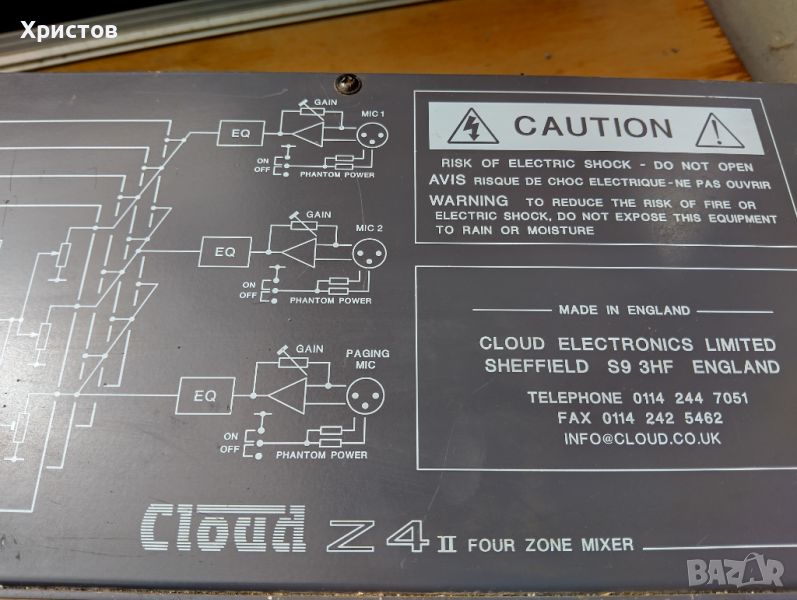 Христов
GAIN
MIC 1
EQ
ON
OFF
PHANTOM POWER
GAIN
MIC 2
EQ
ON
OFF
PHANTOM POWER
GAIN
PAGING
MIC
EQ
ON
OFF
PHANTOM POWER
CAUTION
RISK OF ELECTRIC SHOCK - DO NOT OPEN
AVIS RISQUE DE CHOC ELECTRIQUE-NE PAS OUVRIR
WARNING TO REDUCE THE RISK OF FIRE OR
ELECTRIC SHOCK, DO NOT EXPOSE THIS EQUIPMENT
TO RAIN OR MOISTURE
MADE IN ENGLAND
CLOUD ELECTRONICS LIMITED
SHEFFIELD S9 3HF ENGLAND
TELEPHONE 0114 244 7051
FAX 0114 242 5462
INFO@CLOUD.CO.UK
Cloud Z4 II FOUR ZONE MIXER
BAZAR